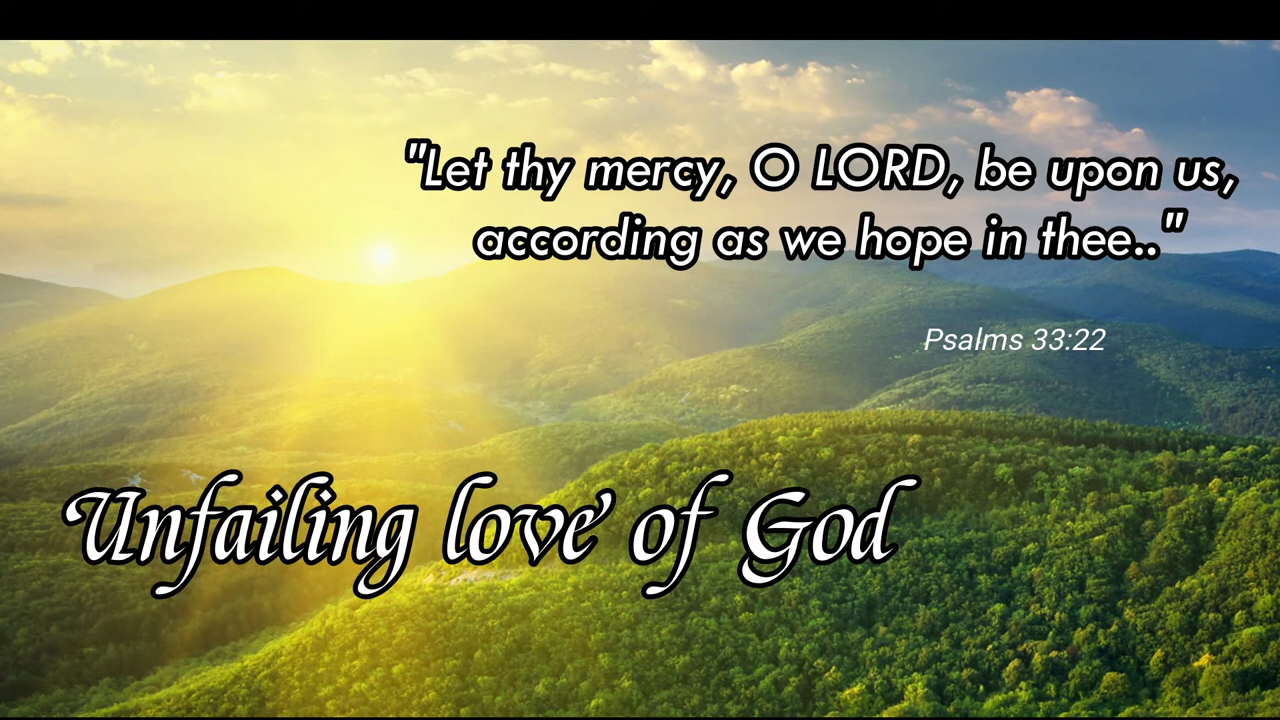 "Let thy mercy, O LORD, be upon us,
according as we hope in thee.."
Psalms 33:22
Unfailing love of God